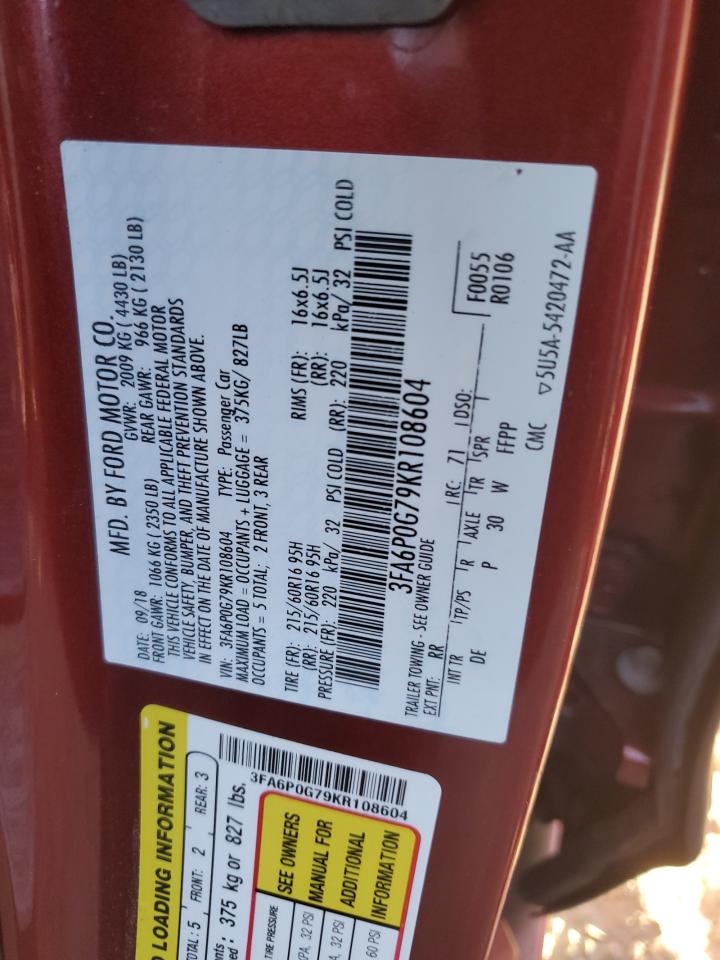 MFD. BY FORD MOTOR CO.
DATE: 09/18 GVWR: 2009 KG ( 4430 LB)
FRONT GAWR: 1066 KG ( 2350 LB) REAR GAWR: 966 KG ( 2130 LB)
THIS VEHICLE CONFORMS TO ALL APPLICABLE FEDERAL MOTOR
VEHICLE SAFETY, BUMPER, AND THEFT PREVENTION STANDARDS
IN EFFECT ON THE DATE OF MANUFACTURE SHOWN ABOVE.
VIN: 3FA6P0G79KR108604 TYPE: Passenger Car
MAXIMUM LOAD = OCCUPANTS + LUGGAGE = 375KG/ 827LB
OCCUPANTS = 5 TOTAL; 2 FRONT, 3 REAR
TIRE (FR): 215/60R16 95H RIMS (FR): 16x6.5J
(RR): 215/60R16 95H (RR): 16x6.5J
PRESSURE (FR): 220 kPa/ 32 PSI COLD (RR): 220 kPa/ 32 PSI COLD
3FA6P0G79KR108604
TRAILER TOWING - SEE OWNER GUIDE
EXT PNT: RR RC: 71 DSO:
INT TR TP/PS R AXLE TR SPR
DE P 30 W FFPP
F0055
R0106
CMC
▽5U5A-5420472-AA
LOADING INFORMATION
TOTAL: 5 FRONT: 2 REAR: 3
375 kg or 827 lbs.
3FA6P0G79KR108604
TIRE PRESSURE
KPA, 32 PSI
PA, 32 PSI
60 PSI
SEE OWNERS
MANUAL FOR
ADDITIONAL
INFORMATION